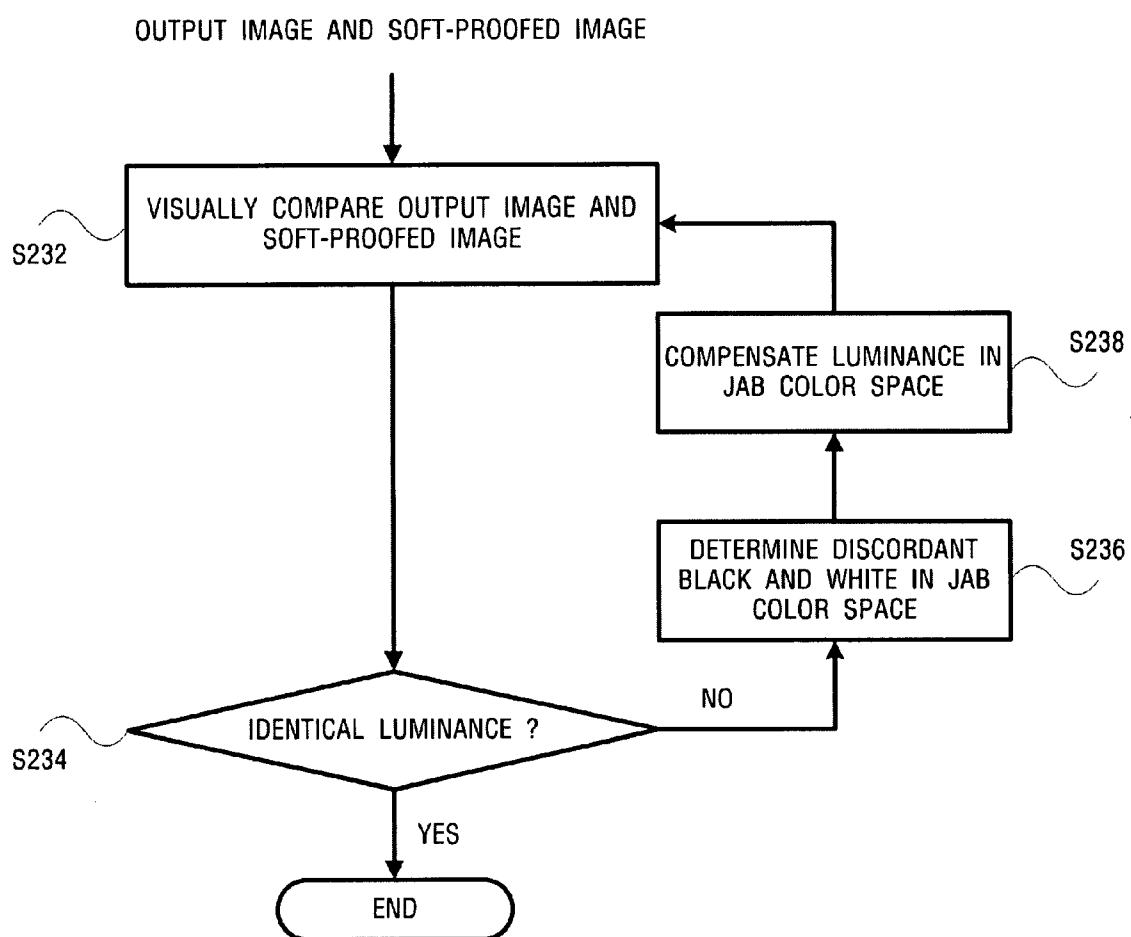 OUTPUT IMAGE AND SOFT-PROOFED IMAGE
VISUALLY COMPARE OUTPUT IMAGE AND
SOFT-PROOFED IMAGE
S232
COMPENSATE LUMINANCE IN
JAB COLOR SPACE
S238
DETERMINE DISCORDANT
BLACK AND WHITE IN JAB
COLOR SPACE
S236
IDENTICAL LUMINANCE ?
NO
S234
YES
END